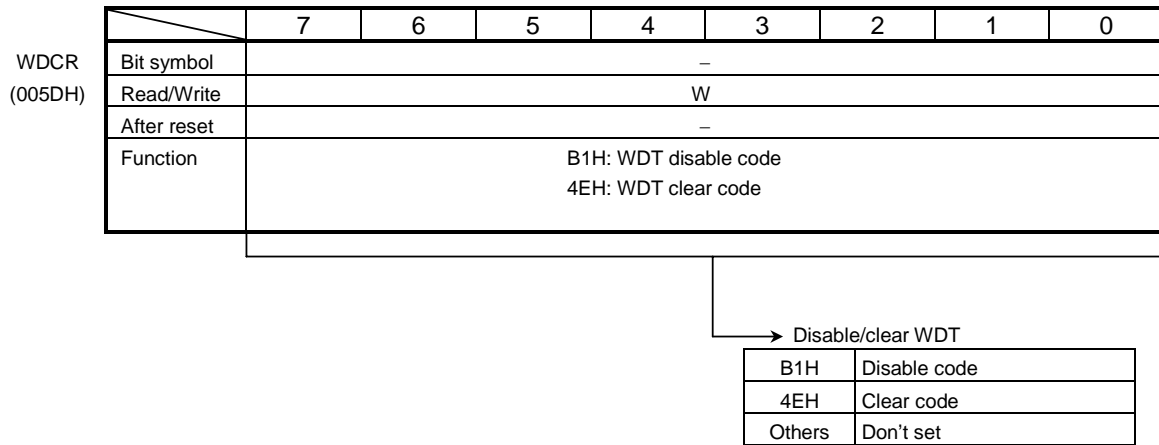 7 6 5 4 3 2 1 0
WDCR Bit symbol –
(005DH) Read/Write W
After reset –
Function B1H: WDT disable code
4EH: WDT clear code
Disable/clear WDT
B1H Disable code
4EH Clear code
Others Don't set